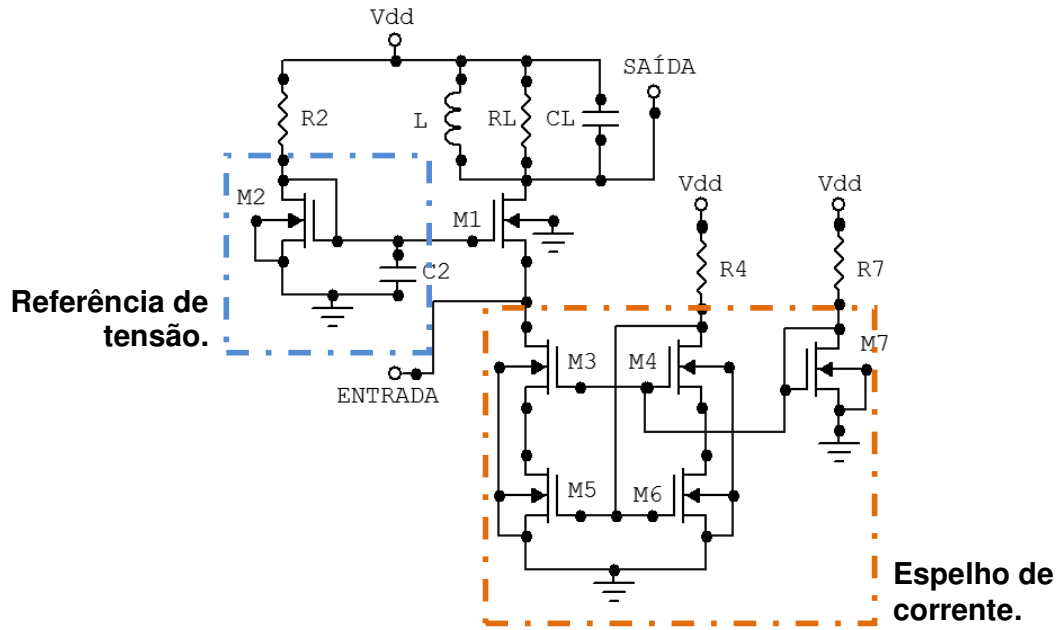 Vdd
SAÍDA
R2
L
RL
CL
M2
M1
Vdd
Vdd
C2
R4
R7
Referência de
tensão.
M3
M4
M7
ENTRADA
M5
M6
Espelho de
corrente.